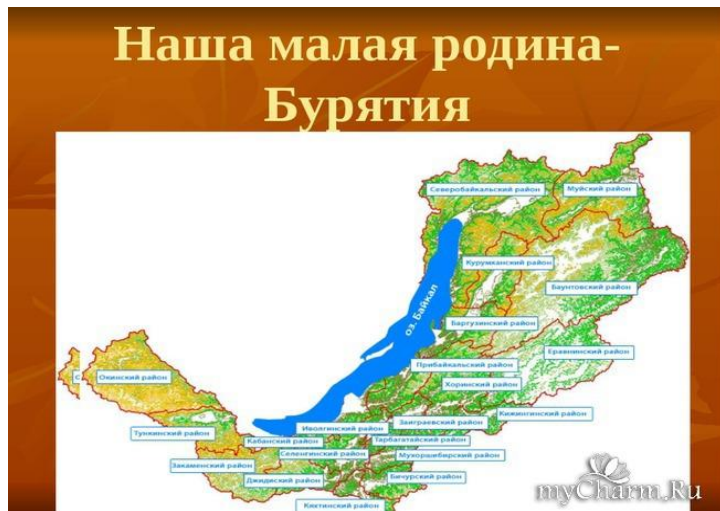 Наша малая родина-
Бурятия
Северобайкальский район
Муйский район
Курумканский район
Баунтовский район
оз. Байкал
Баргузинский район
Еравнинский район
Прибайкальский район
Окинский район
Хоринский район
Кижингинский район
Заиграевский район
Иволгинский район
Тункинский район
Кабанский район
Тарбагатайский район
Селенгинский район
Мухоршибирский район
Закаменский район
Джидинский район
Бичурский район
Кяхтинский район
myCharm.Ru